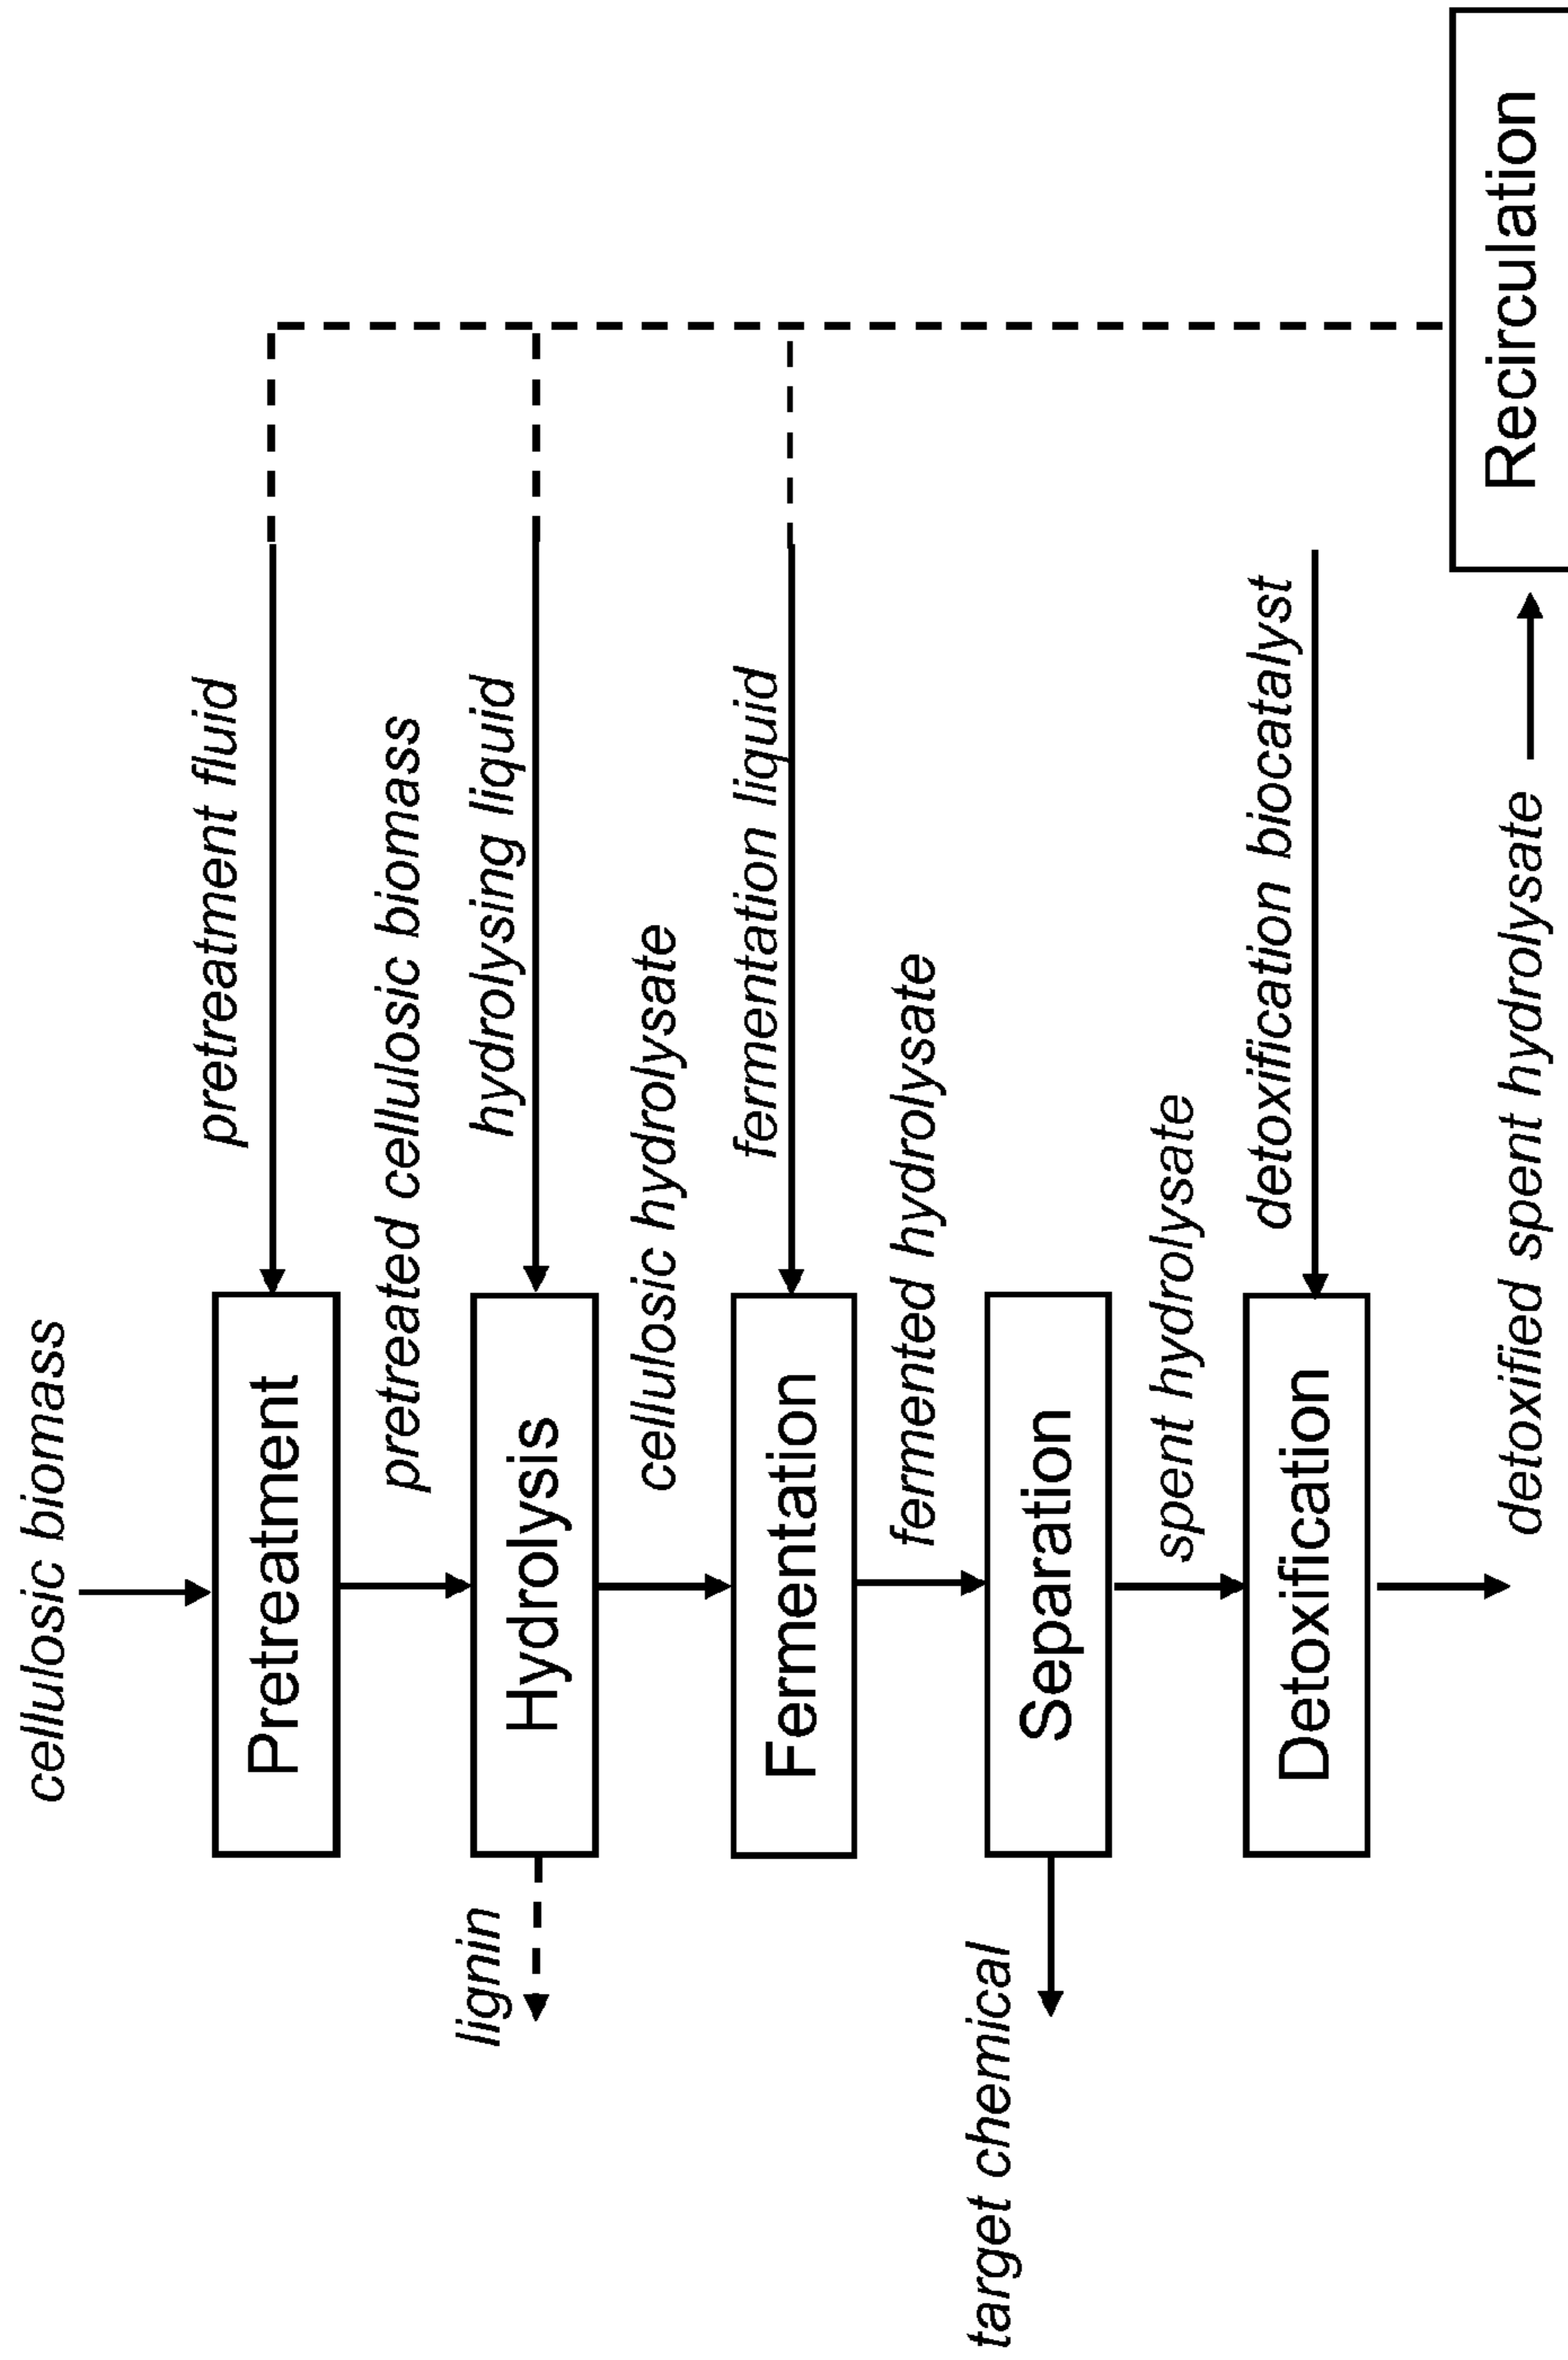 cellulosic biomass
pretreatment fluid
Pretreatment
pretreated cellulosic biomass
hydrolysing liquid
lignin
Hydrolysis
cellulosic hydrolysate
fermentation liquid
Fermentation
fermented hydrolysate
target chemical
Separation
spent hydrolysate
detoxification biocatalyst
Detoxification
detoxified spent hydrolysate
Recirculation